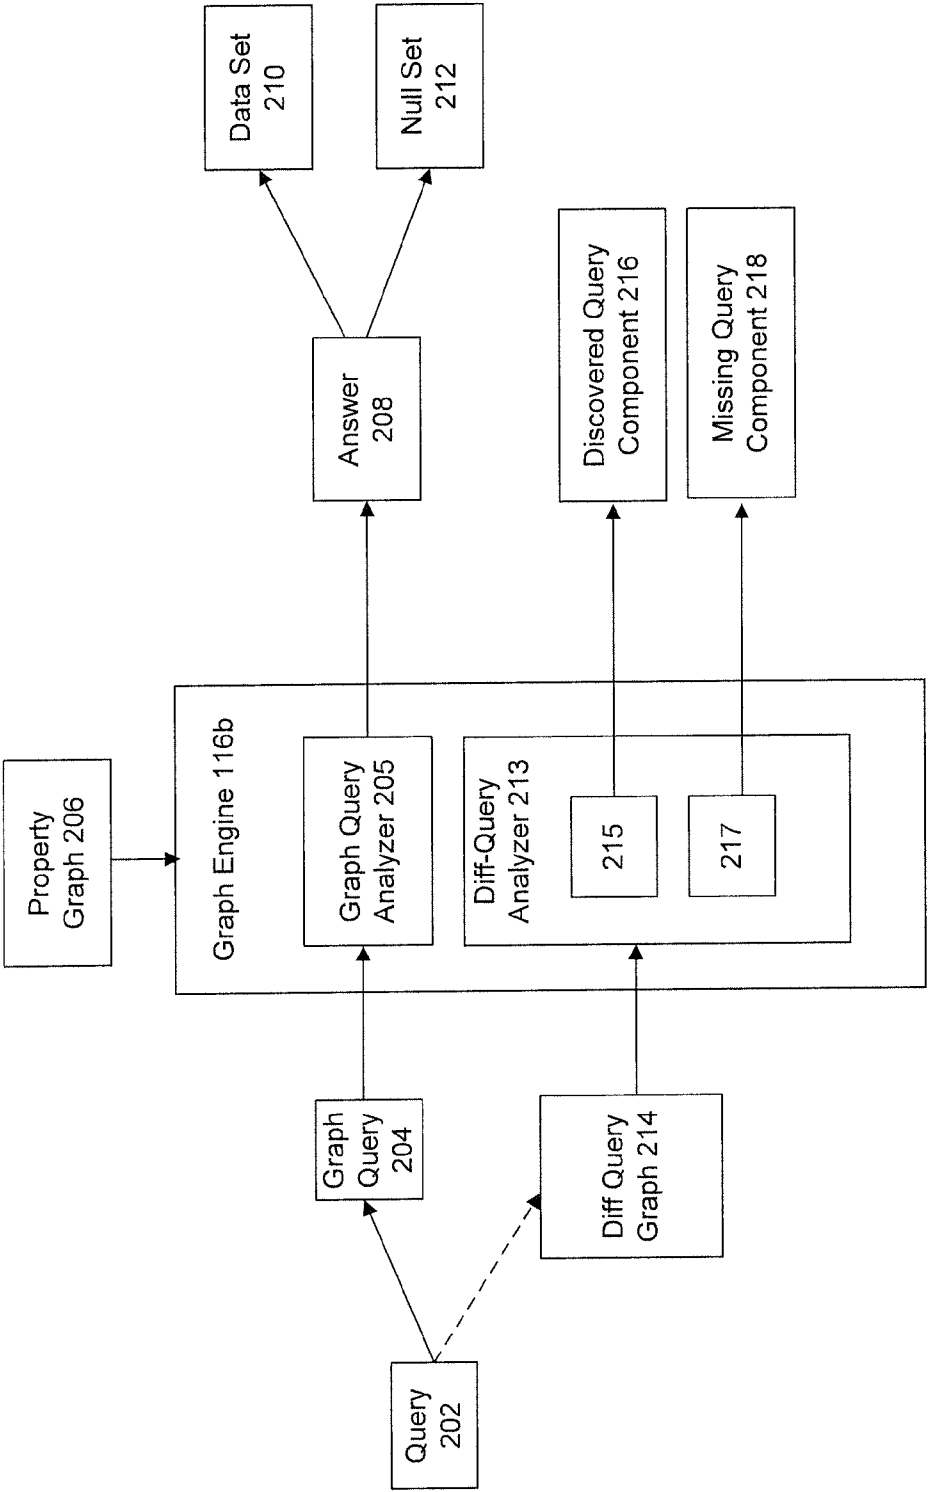 Property
Graph 206
Data Set
210
Null Set
212
Answer
208
Graph Engine 116b
Graph Query
Analyzer 205
Graph
Query
204
Query
202
Diff-Query
Analyzer 213
215
217
Diff Query
Graph 214
Discovered Query
Component 216
Missing Query
Component 218